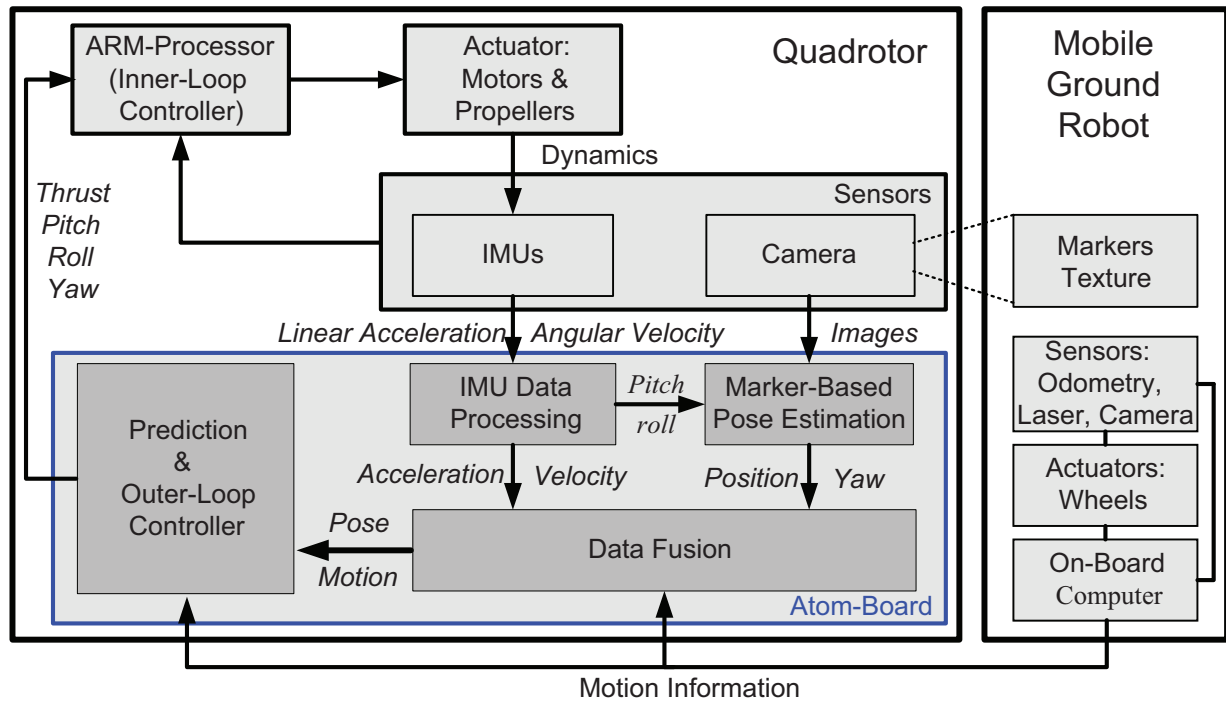 ARM-Processor
(Inner-Loop
Controller)
Actuator:
Motors &
Propellers
Quadrotor
Dynamics
Thrust
Pitch
Roll
Yaw
Sensors
IMUs
Camera
Linear Acceleration
Angular Velocity
Images
IMU Data
Processing
Pitch
roll
Marker-Based
Pose Estimation
Prediction
&
Outer-Loop
Controller
Acceleration
Velocity
Position
Yaw
Pose
Motion
Data Fusion
Atom-Board
Motion Information
Mobile
Ground
Robot
Markers
Texture
Sensors:
Odometry,
Laser, Camera
Actuators:
Wheels
On-Board
Computer